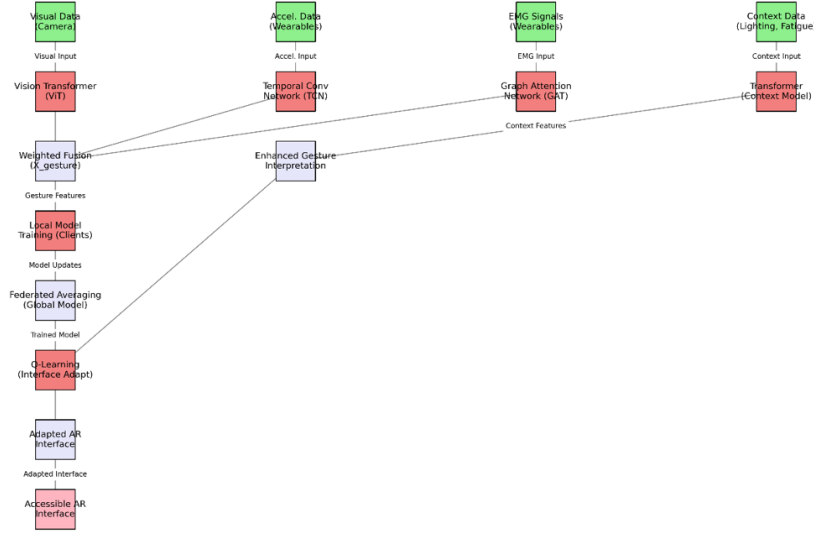 Visual Data
(Camera)
Accel. Data
(Wearables)
EMG Signals
(Wearables)
Context Data
(Lighting, Fatigue
Visual Input
Accel. Input
EMG Input
Context Input
Vision Transformer
(ViT)
Temporal Conv
Network (TCN)
Graph Attention
Network (GAT)
Transformer
(Context Model)
Context Features
Weighted Fusion
(X_gesture)
Enhanced Gesture
Interpretation
Gesture Features
Local Model
Training (Clients)
Model Updates
Federated Averaging
(Global Model)
Trained Model
Q-Learning
(Interface Adapt)
Adapted AR
Interface
Adapted Interface
Accessible AR
Interface